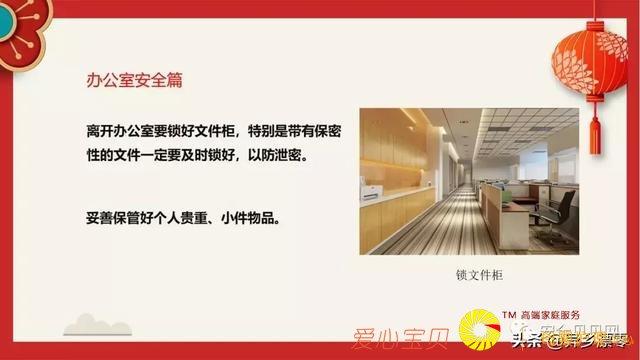 办公室安全篇
离开办公室要锁好文件柜，特别是带有保密
性的文件一定要及时锁好，以防泄密。
妥善保管好个人贵重、小件物品。
锁文件柜
TM 高端家庭服务
爱心宝贝
头条@异乡漂零